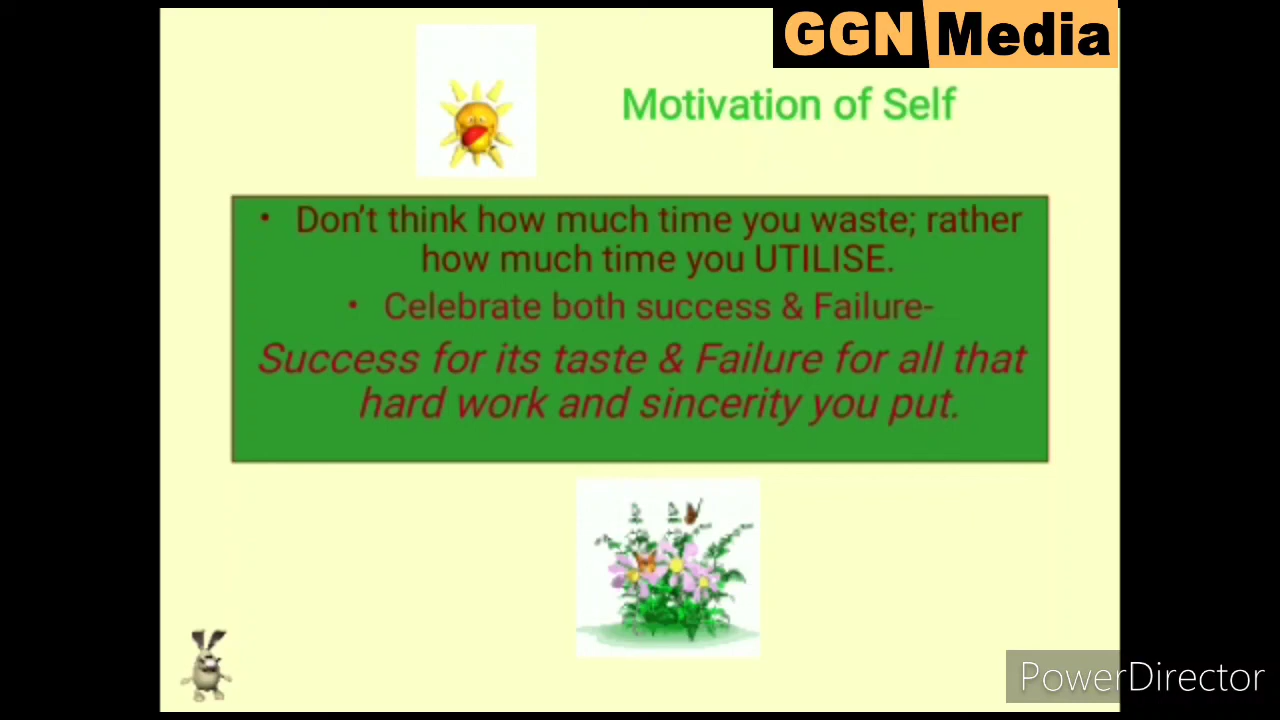 GGN Media
Motivation of Self
• Don't think how much time you waste; rather
how much time you UTILISE.
• Celebrate both success & Failure-
Success for its taste & Failure for all that
hard work and sincerity you put.
PowerDirector